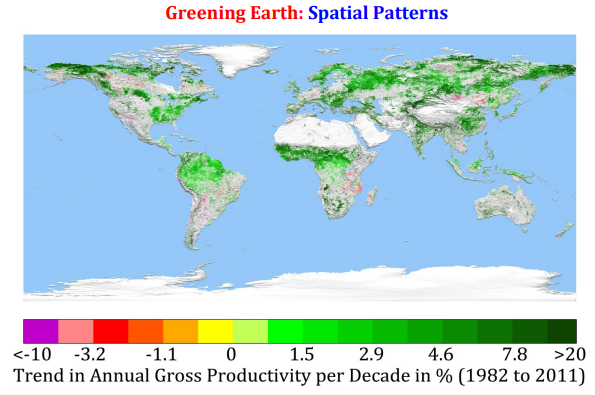 Greening Earth: Spatial Patterns
<-10 -3.2 -1.1 0 1.5 2.9 4.6 7.8 >20
Trend in Annual Gross Productivity per Decade in % (1982 to 2011)